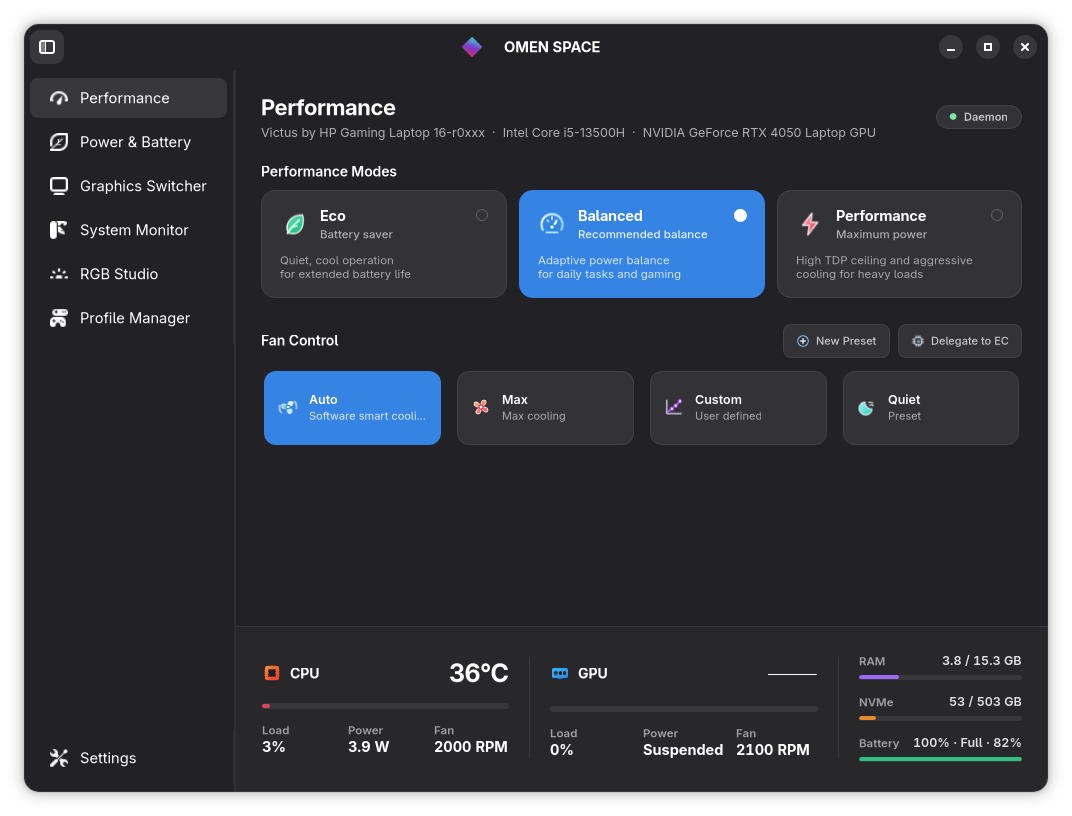 OMEN SPACE
Performance
Power & Battery
Graphics Switcher
System Monitor
RGB Studio
Profile Manager
Settings
Performance
Victus by HP Gaming Laptop 16-r0xxx · Intel Core i5-13500H · NVIDIA GeForce RTX 4050 Laptop GPU
Daemon
Performance Modes
Eco
Battery saver
Quiet, cool operation
for extended battery life
Balanced
Recommended balance
Adaptive power balance
for daily tasks and gaming
Performance
Maximum power
High TDP ceiling and aggressive
cooling for heavy loads
Fan Control
New Preset
Delegate to EC
Auto
Software smart cooli...
Max
Max cooling
Custom
User defined
Quiet
Preset
CPU
36°C
Load
3%
Power
3.9 W
Fan
2000 RPM
GPU
Load
0%
Power
Suspended
Fan
2100 RPM
RAM
3.8 / 15.3 GB
NVMe
53 / 503 GB
Battery
100% · Full · 82%